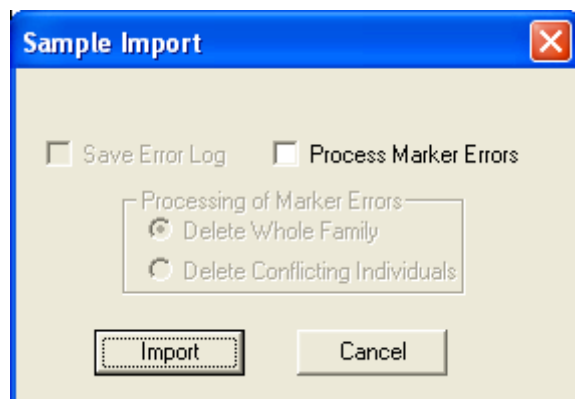 Sample Import
Save Error Log Process Marker Errors
Processing of Marker Errors
Delete Whole Family
Delete Conflicting Individuals
Import Cancel